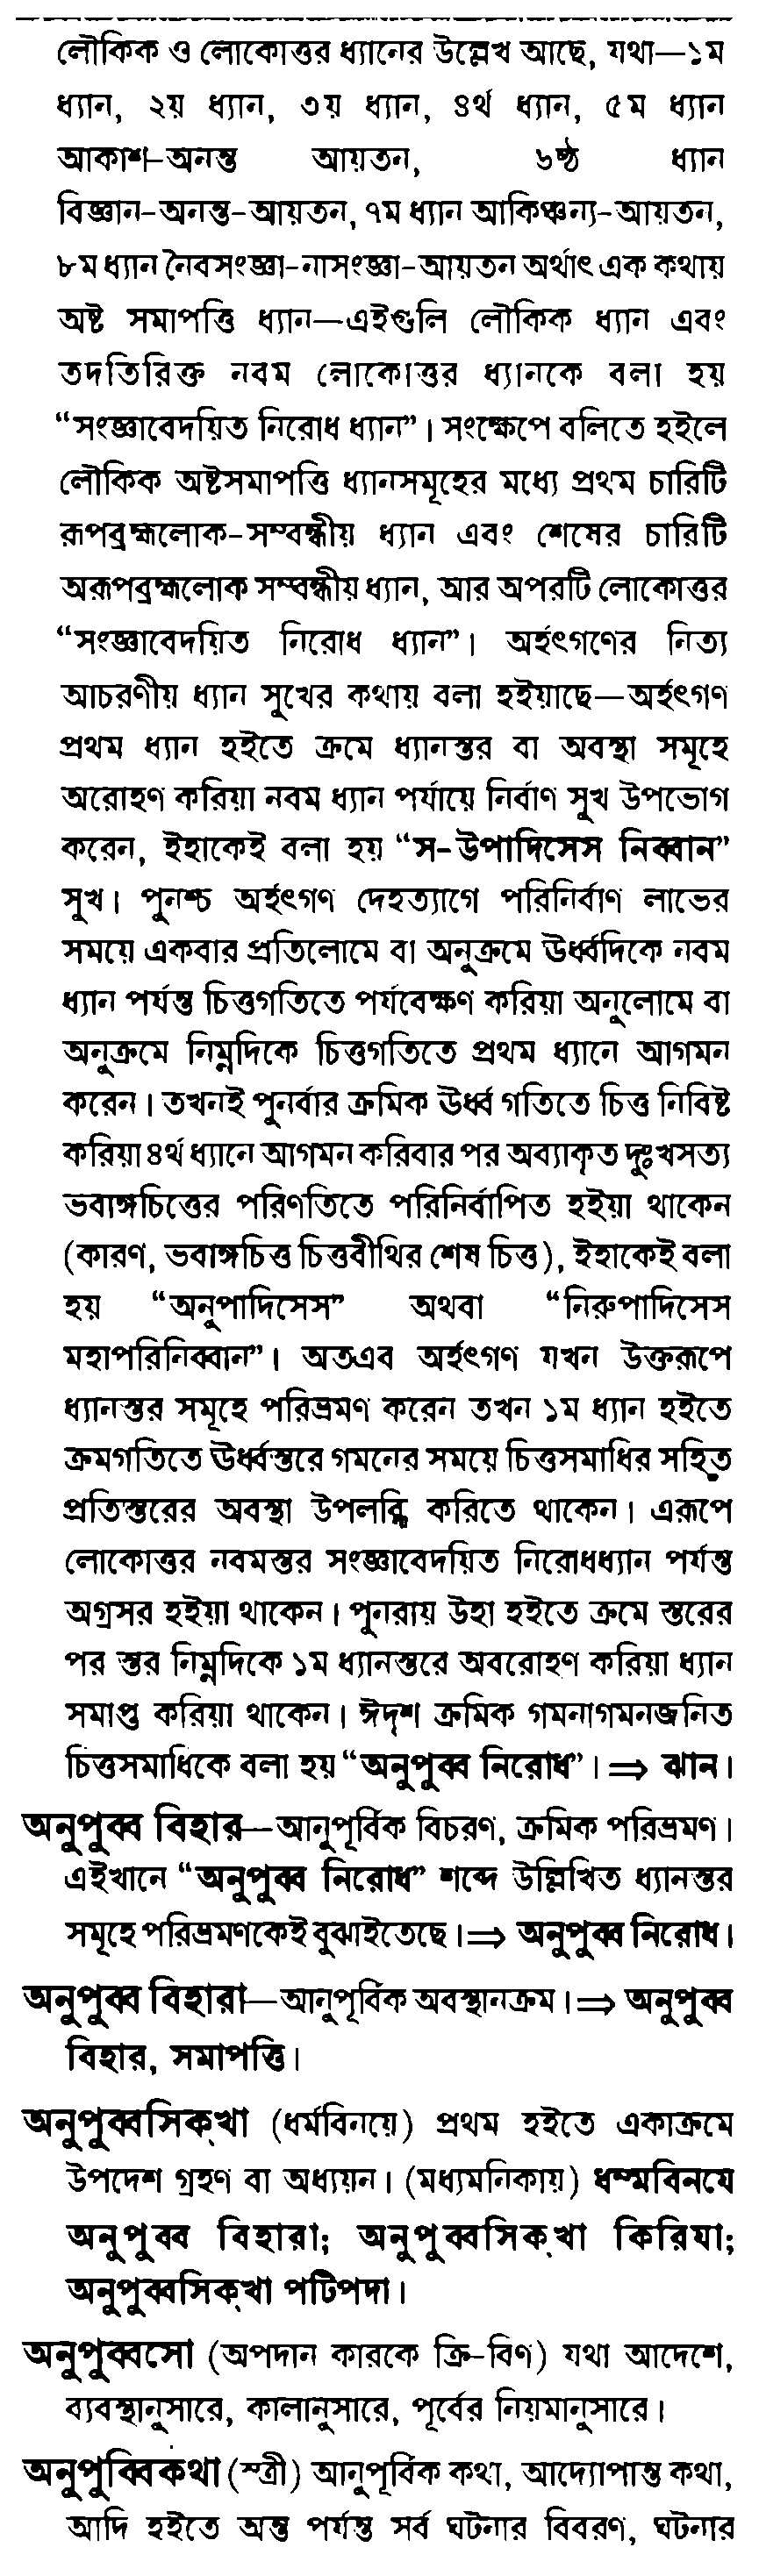 লৌকিক ও লোকোত্তর ধ্যানের উল্লেখ আছে, যথা—১ম
ধ্যান, ২য় ধ্যান, ৩য় ধ্যান, ৪র্থ ধ্যান, ৫ম ধ্যান
আকাশ-অনন্ত আয়তন, ৬ষ্ঠ ধ্যান
বিজ্ঞান-অনন্ত-আয়তন, ৭ম ধ্যান আকিঞ্চন্য-আয়তন,
৮ম ধ্যান নৈবসংজ্ঞা-নাসংজ্ঞা-আয়তন অর্থাৎ এক কথায়
অষ্ট সমাপত্তি ধ্যান—এইগুলি লৌকিক ধ্যান এবং
তদতিরিক্ত নবম লোকোত্তর ধ্যানকে বলা হয়
“সংজ্ঞাবেদয়িত নিরোধ ধ্যান”। সংক্ষেপে বলিতে হইলে
লৌকিক অষ্টসমাপত্তি ধ্যানসমূহের মধ্যে প্রথম চারিটি
রূপব্রহ্মলোক-সম্বন্ধীয় ধ্যান এবং শেষের চারিটি
অরূপব্রহ্মলোক সম্বন্ধীয় ধ্যান, আর অপরটি লোকোত্তর
“সংজ্ঞাবেদয়িত নিরোধ ধ্যান”। অর্হৎগণের নিত্য
আচরণীয় ধ্যান সুখের কথায় বলা হইয়াছে—অর্হৎগণ
প্রথম ধ্যান হইতে ক্রমে ধ্যানস্তর বা অবস্থা সমূহে
অরোহণ করিয়া নবম ধ্যান পর্যায়ে নির্বাণ সুখ উপভোগ
করেন, ইহাকেই বলা হয় “স-উপাদিসেস নিব্বান”
সুখ। পুনশ্চ অর্হৎগণ দেহত্যাগে পরিনির্বাণ লাভের
সময়ে একবার প্রতিলোমে বা অনুক্রমে ঊর্ধ্বদিকে নবম
ধ্যান পর্যন্ত চিত্তগতিতে পর্যবেক্ষণ করিয়া অনুলোমে বা
অনুক্রমে নিম্নদিকে চিত্তগতিতে প্রথম ধ্যানে আগমন
করেন। তখনই পুনর্বার ক্রমিক ঊর্ধ্ব গতিতে চিত্ত নিবিষ্ট
করিয়া ৪র্থ ধ্যানে আগমন করিবার পর অব্যাকৃত দুঃখসত্য
ভবাঙ্গচিত্তের পরিণতিতে পরিনির্বাপিত হইয়া থাকেন
(কারণ, ভবাঙ্গচিত্ত চিত্তবীথির শেষ চিত্ত), ইহাকেই বলা
হয় “অনুপাদিসেস” অথবা “নিরুপাদিসেস
মহাপরিনিব্বান”। অতএব অর্হৎগণ যখন উক্তরূপে
ধ্যানস্তর সমূহে পরিভ্রমণ করেন তখন ১ম ধ্যান হইতে
ক্রমগতিতে ঊর্ধ্বস্তরে গমনের সময়ে চিত্তসমাধির সহিত
প্রতিস্তরের অবস্থা উপলব্ধি করিতে থাকেন। এরূপে
লোকোত্তর নবমস্তর সংজ্ঞাবেদয়িত নিরোধধ্যান পর্যন্ত
অগ্রসর হইয়া থাকেন। পুনরায় উহা হইতে ক্রমে স্তরের
পর স্তর নিম্নদিকে ১ম ধ্যানস্তরে অবরোহণ করিয়া ধ্যান
সমাপ্ত করিয়া থাকেন। ঈদৃশ ক্রমিক গমনাগমনজনিত
চিত্তসমাধিকে বলা হয় “অনুপুব্ব নিরোধ”। ⇒ ঝান।
অনুপুব্ব বিহার—আনুপূর্বিক বিচরণ, ক্রমিক পরিভ্রমণ।
এইখানে “অনুপুব্ব নিরোধ” শব্দে উল্লিখিত ধ্যানস্তর
সমূহে পরিভ্রমণকেই বুঝাইতেছে। ⇒ অনুপুব্ব নিরোধ।
অনুপুব্ব বিহারা—আনুপূর্বিক অবস্থানক্রম। ⇒ অনুপুব্ব
বিহার, সমাপত্তি।
অনুপুব্বসিক্‌খা (ধর্মবিনয়ে) প্রথম হইতে একাক্রমে
উপদেশ গ্রহণ বা অধ্যয়ন। (মধ্যমনিকায়) ধম্মবিনযে
অনুপুব্ব বিহারা; অনুপুব্বসিক্‌খা কিরিযা;
অনুপুব্বসিক্‌খা পটিপদা।
অনুপুব্বসো (অপদান কারকে ক্রি-বিণ) যথা আদেশে,
ব্যবস্থানুসারে, কালানুসারে, পূর্বের নিয়মানুসারে।
অনুপুব্বিকথা (স্ত্রী) আনুপূর্বিক কথা, আদ্যোপান্ত কথা,
আদি হইতে অন্ত পর্যন্ত সর্ব ঘটনার বিবরণ, ঘটনার